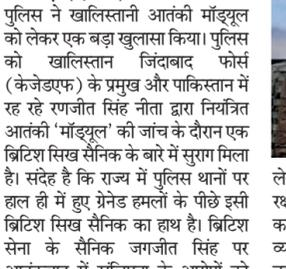 पुलिस ने खालिस्तानी आतंकी मॉड्यूल
को लेकर एक बड़ा खुलासा किया। पुलिस
को खालिस्तान जिंदाबाद फोर्स
(केजेडएफ) के प्रमुख और पाकिस्तान में
रह रहे रणजीत सिंह नीता द्वारा नियंत्रित
आतंकी ‘मॉड्यूल’ की जांच के दौरान एक
ब्रिटिश सिख सैनिक के बारे में सुराग मिला
है। संदेह है कि राज्य में पुलिस थानों पर
हाल ही में हुए ग्रेनेड हमलों के पीछे इसी
ब्रिटिश सिख सैनिक का हाथ है। ब्रिटिश
सेना के सैनिक जगजीत सिंह पर